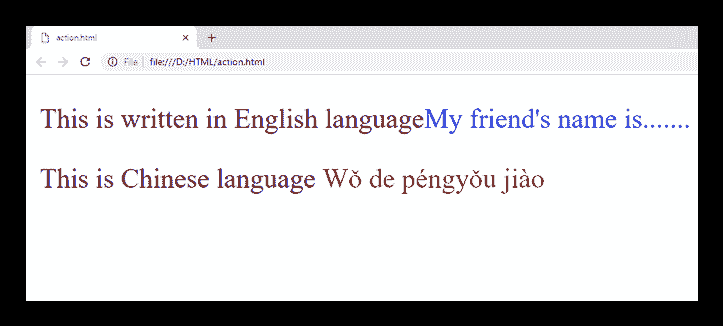 action.html
File file:///D:/HTML/action.html
This is written in English languageMy friend's name is.......
This is Chinese language Wǒ de péngyǒu jiào